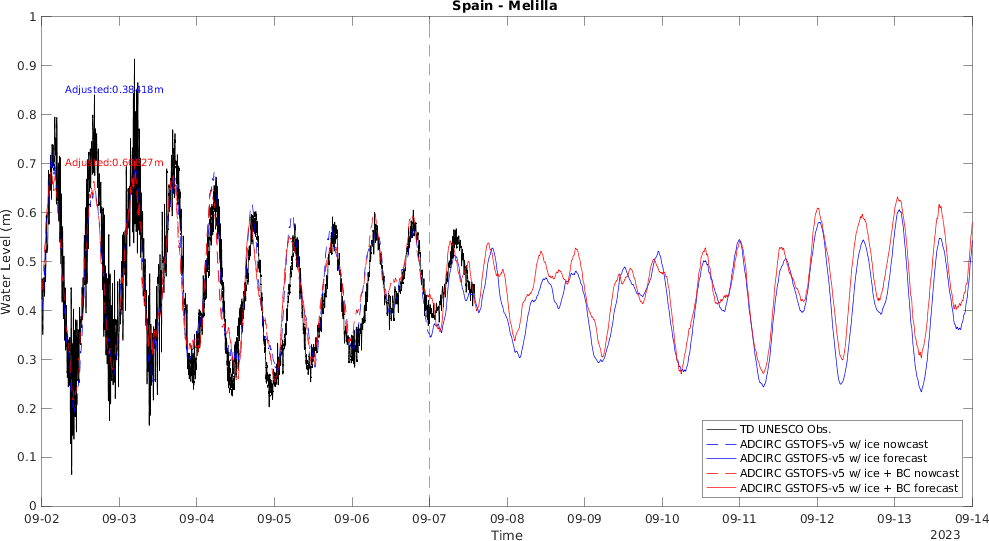 Spain - Melilla
1
0.9
0.8
0.7
0.6
0.5
0.4
0.3
0.2
0.1
0
Water Level (m)
Adjusted:0.38418m
TD UNESCO Obs.
ADCIRC GSTOFS-v5 w/ ice nowcast
ADCIRC GSTOFS-v5 w/ ice forecast
ADCIRC GSTOFS-v5 w/ ice + BC nowcast
ADCIRC GSTOFS-v5 w/ ice + BC forecast
09-02 09-03 09-04 09-05 09-06 09-07 09-08 09-09 09-10 09-11 09-12 09-13 09-14
Time
2023